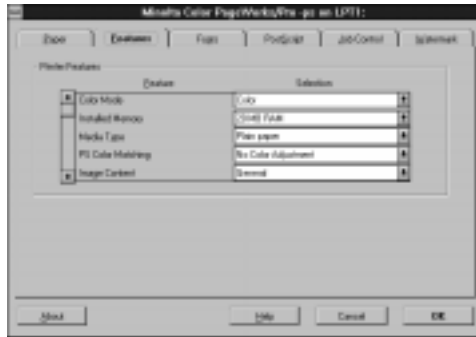 Minolta Color PageWorks/Pro -ps on LPT1:
Paper Features Fonts PostScript Job Control Watermark
Printer Features
Feature Selection
Color Mode Color
Installed Memory RAM
Media Type Plain paper
PS Color Matching No Color Adjustment
Image Content General
About Help Cancel OK